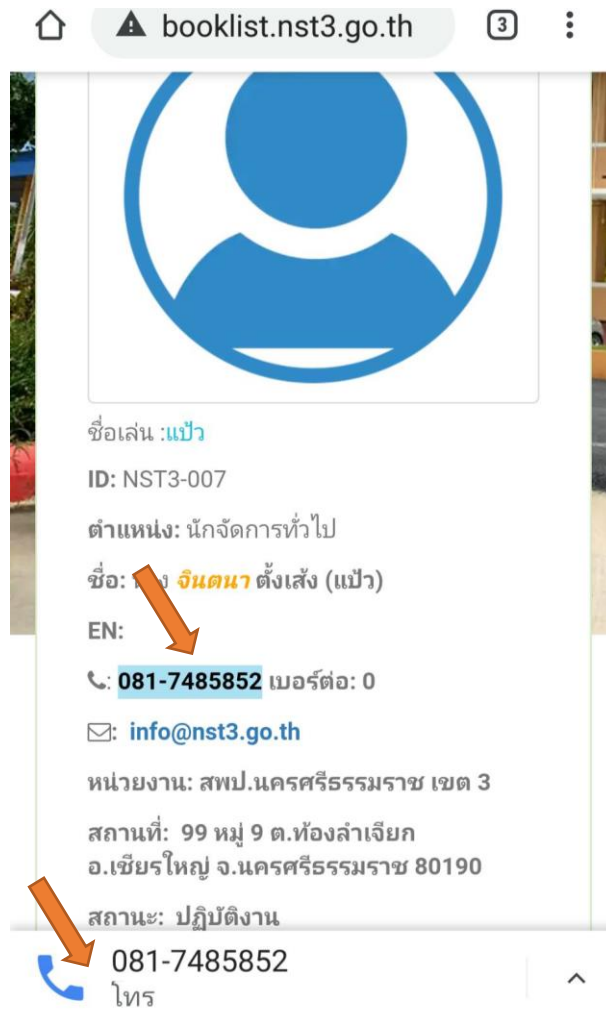 booklist.nst3.go.th 3
ชื่อเล่น :แป้ว
ID: NST3-007
ตำแหน่ง: นักจัดการทั่วไป
ชื่อ: จินตนา ตั้งเส้ง (แป้ว)
EN:
: 081-7485852 เบอร์ต่อ: 0
: info@nst3.go.th
หน่วยงาน: สพป.นครศรีธรรมราช เขต 3
สถานที่: 99 หมู่ 9 ต.ท้องลำเจียก
อ.เชียรใหญ่ จ.นครศรีธรรมราช 80190
สถานะ: ปฏิบัติงาน
081-7485852
โทร